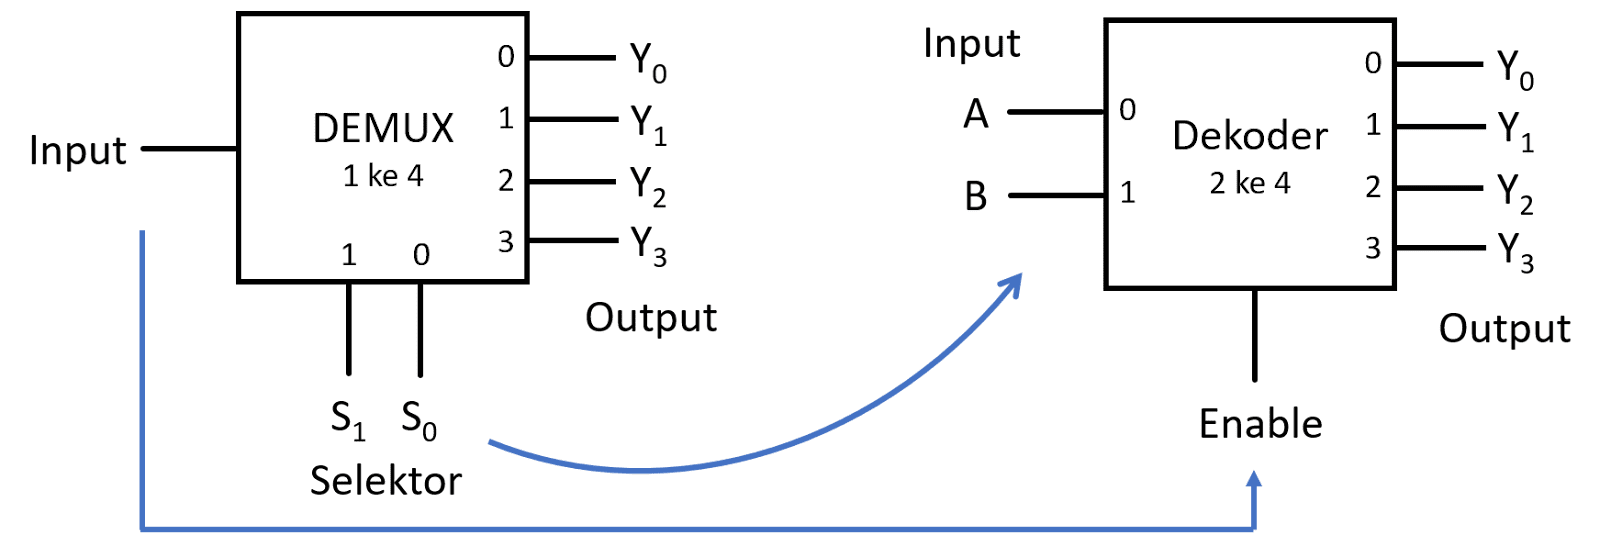 Input
DEMUX
1 ke 4
0
1
2
3
1 0
Y0
Y1
Y2
Y3
Output
S1 S0
Selektor
Input
A
B
0
1
Dekoder
2 ke 4
0
1
2
3
Y0
Y1
Y2
Y3
Output
Enable